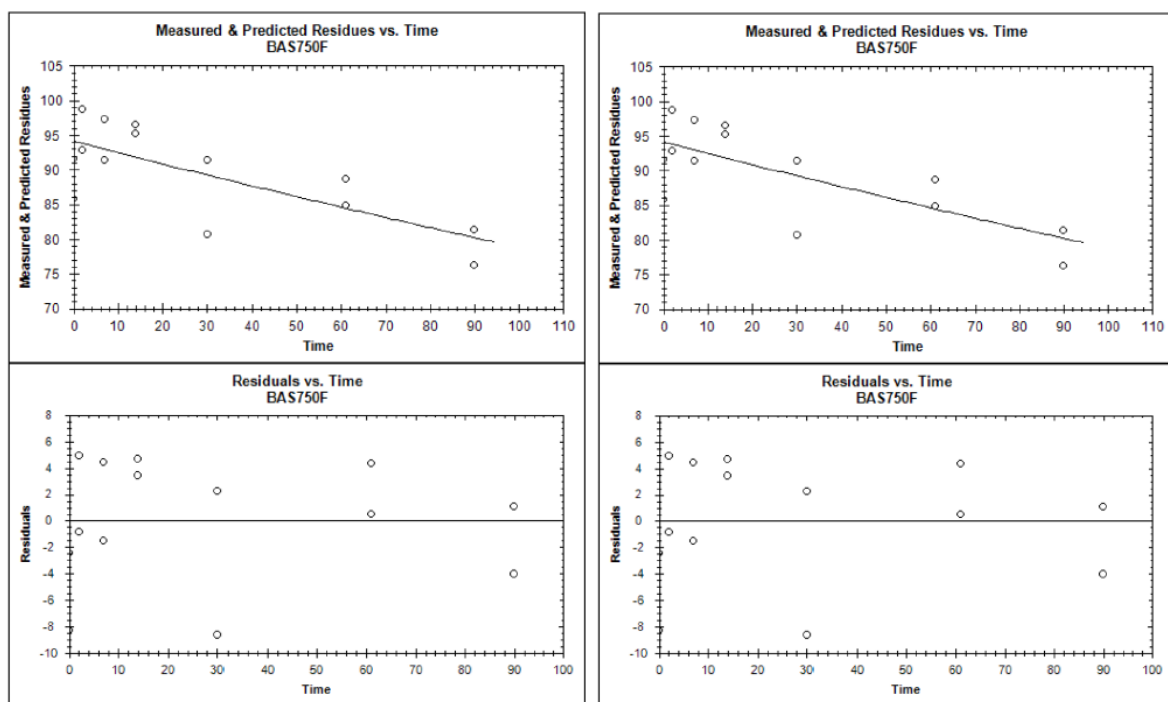 Measured & Predicted Residues vs. Time
BAS750F
Measured & Predicted Residues
105
100
95
90
85
80
75
70
0 10 20 30 40 50 60 70 80 90 100 110
Time
Measured & Predicted Residues vs. Time
BAS750F
Measured & Predicted Residues
105
100
95
90
85
80
75
70
0 10 20 30 40 50 60 70 80 90 100 110
Time
Residuals vs. Time
BAS750F
Residuals
8
6
4
2
0
-2
-4
-6
-8
-10
0 10 20 30 40 50 60 70 80 90 100
Time
Residuals vs. Time
BAS750F
Residuals
8
6
4
2
0
-2
-4
-6
-8
-10
0 10 20 30 40 50 60 70 80 90 100
Time